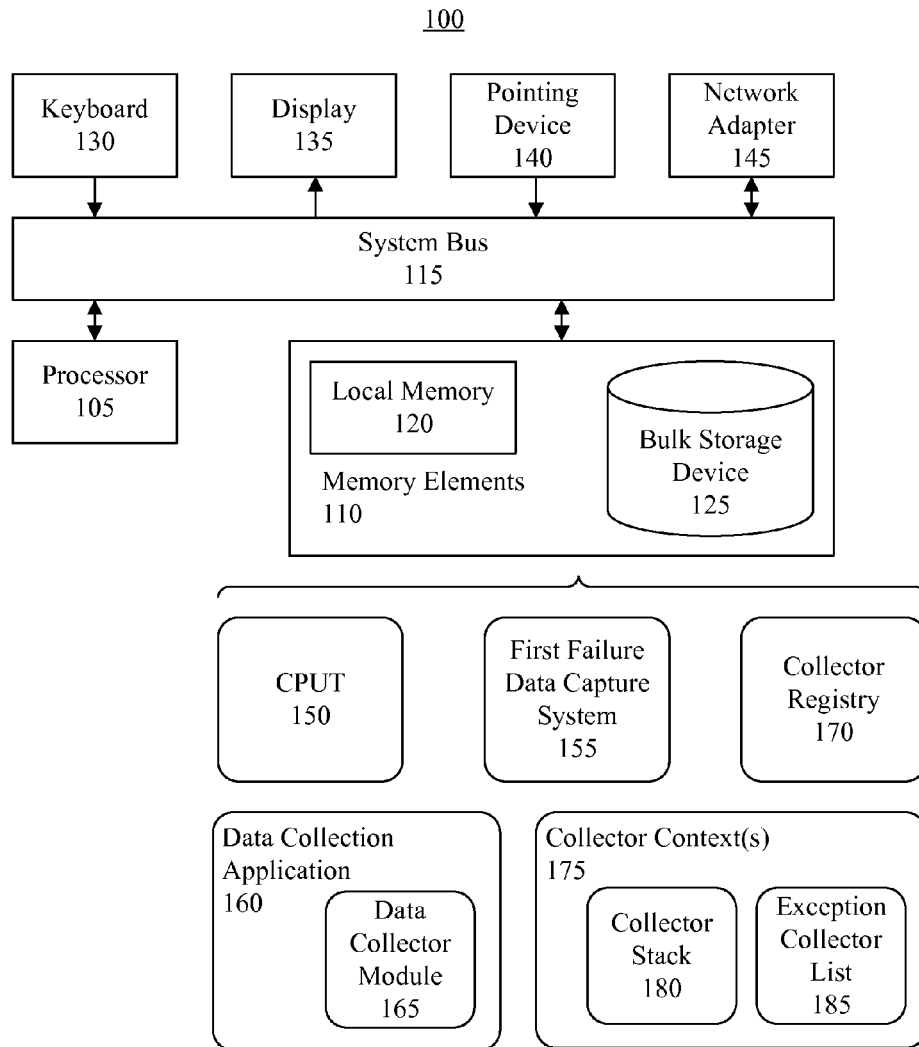 100
Keyboard
130
Display
135
Pointing
Device
140
Network
Adapter
145
System Bus
115
Processor
105
Local Memory
120
Memory Elements
110
Bulk Storage
Device
125
CPUT
150
First Failure
Data Capture
System
155
Collector
Registry
170
Data Collection
Application
160
Data
Collector
Module
165
Collector Context(s)
175
Collector
Stack
180
Exception
Collector
List
185